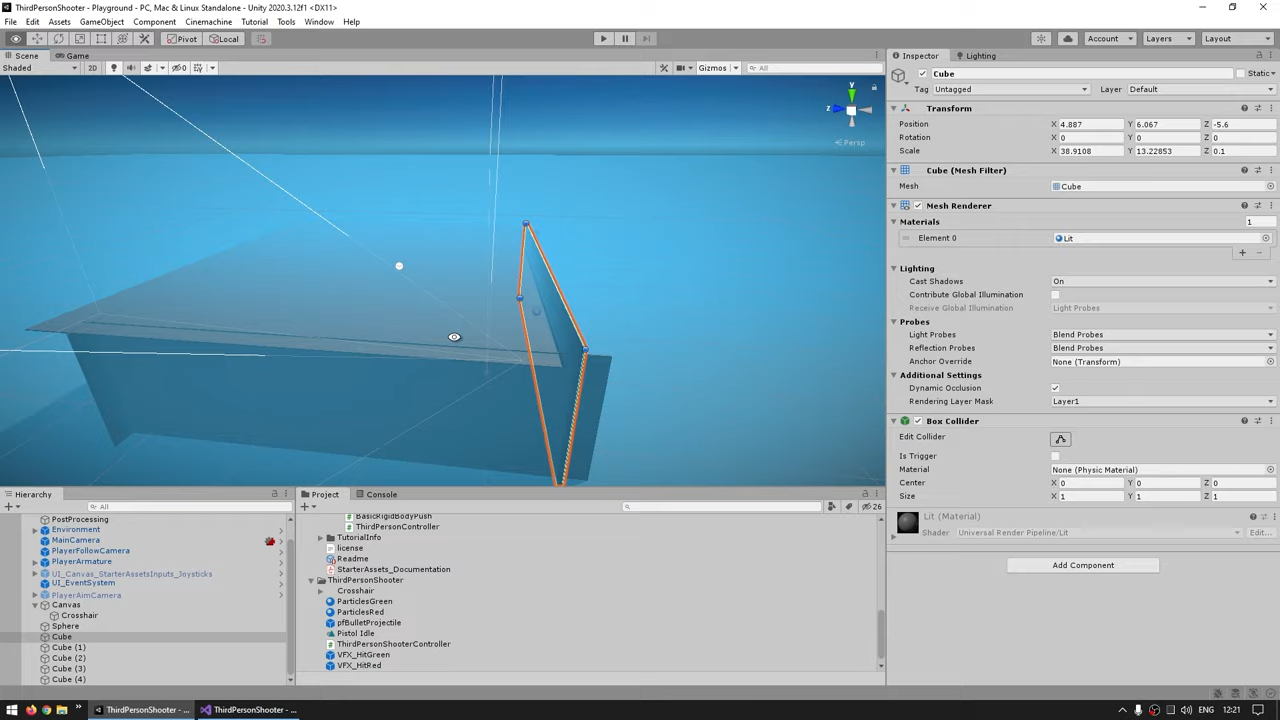 ThirdPersonShooter - Playground - PC, Mac & Linux Standalone - Unity 2020.3.12f1 <DX11>
File Edit Assets GameObject Component Cinemachine Tutorial Tools Window Help
Pivot Local Account Layers Layout
Scene Game
Shaded 2D 0 Gizmos All
y
z
Persp
Inspector Lighting
Cube Static
Tag Untagged Layer Default
Transform
Position X 4.887 Y 6.067 Z -5.6
Rotation X 0 Y 0 Z 0
Scale X 38.9108 Y 13.22853 Z 0.1
Cube (Mesh Filter)
Mesh Cube
Mesh Renderer
Materials 1
Element 0 Lit
Lighting
Cast Shadows On
Contribute Global Illumination
Receive Global Illumination Light Probes
Probes
Light Probes Blend Probes
Reflection Probes Blend Probes
Anchor Override None (Transform)
Additional Settings
Dynamic Occlusion
Rendering Layer Mask Layer1
Box Collider
Edit Collider
Is Trigger
Material None (Physic Material)
Center X 0 Y 0 Z 0
Size X 1 Y 1 Z 1
Lit (Material)
Shader Universal Render Pipeline/Lit Edit...
Add Component
Hierarchy
All
PostProcessing
Environment
MainCamera
PlayerFollowCamera
PlayerArmature
UI_Canvas_StarterAssetsInputs_Joysticks
UI_EventSystem
PlayerAimCamera
Canvas
Crosshair
Sphere
Cube
Cube (1)
Cube (2)
Cube (3)
Cube (4)
Project Console
26
BasicRigidBodyPush
ThirdPersonController
TutorialInfo
license
Readme
StarterAssets_Documentation
ThirdPersonShooter
Crosshair
ParticlesGreen
ParticlesRed
pfBulletProjectile
Pistol Idle
ThirdPersonShooterController
VFX_HitGreen
VFX_HitRed
ThirdPersonShooter - ... ThirdPersonShooter - ... ENG 12:21